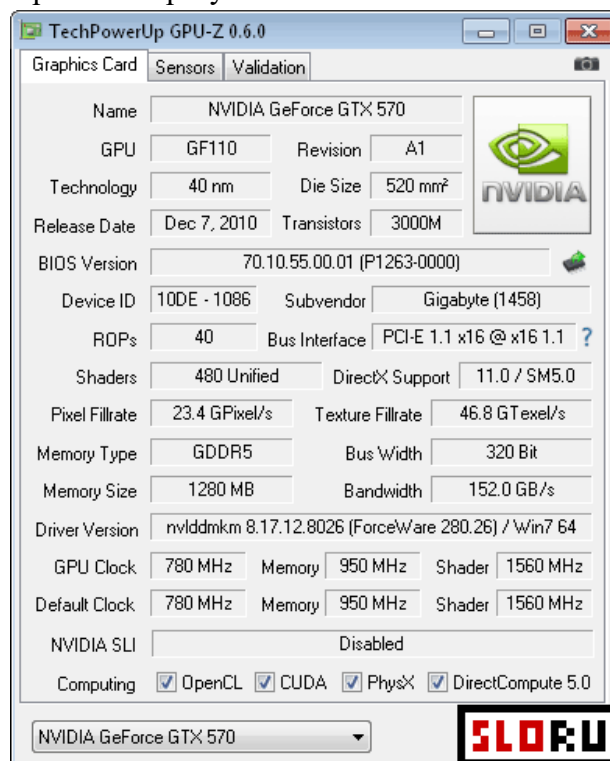 TechPowerUp GPU-Z 0.6.0
Graphics Card Sensors Validation
Name NVIDIA GeForce GTX 570
GPU GF110 Revision A1
Technology 40 nm Die Size 520 mm²
NVIDIA
Release Date Dec 7, 2010 Transistors 3000M
BIOS Version 70.10.55.00.01 (P1263-0000)
Device ID 10DE - 1086 Subvendor Gigabyte (1458)
ROPs 40 Bus Interface PCI-E 1.1 x16 @ x16 1.1 ?
Shaders 480 Unified DirectX Support 11.0 / SM5.0
Pixel Fillrate 23.4 GPixel/s Texture Fillrate 46.8 GTexel/s
Memory Type GDDR5 Bus Width 320 Bit
Memory Size 1280 MB Bandwidth 152.0 GB/s
Driver Version nvlddmkm 8.17.12.8026 (ForceWare 280.26) / Win7 64
GPU Clock 780 MHz Memory 950 MHz Shader 1560 MHz
Default Clock 780 MHz Memory 950 MHz Shader 1560 MHz
NVIDIA SLI Disabled
Computing OpenCL CUDA PhysX DirectCompute 5.0
NVIDIA GeForce GTX 570
SLO.RU